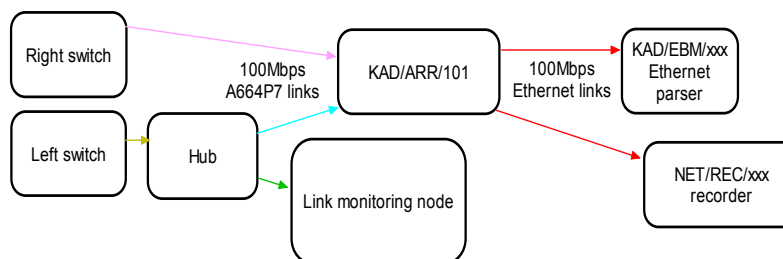 Right switch
100Mbps
A664P7 links
KAD/ARR/101
100Mbps
Ethernet links
KAD/EBM/xxx
Ethernet
parser
Left switch
Hub
Link monitoring node
NET/REC/xxx
recorder